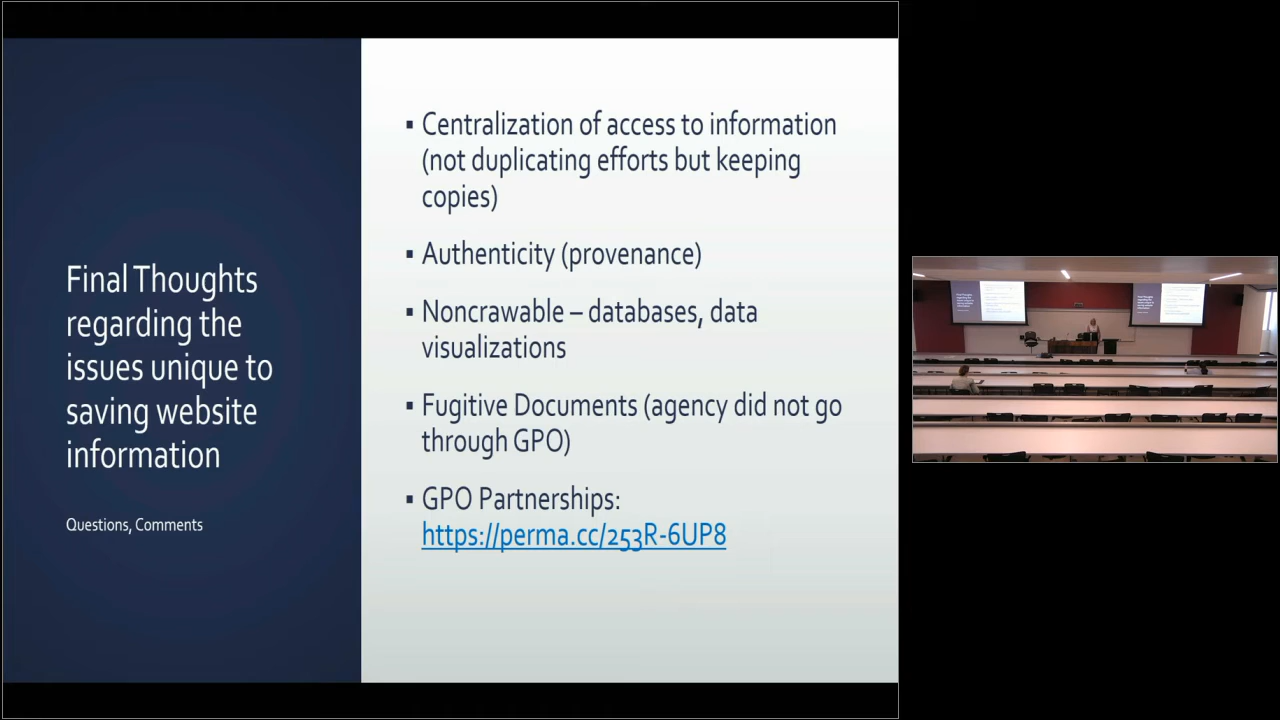 Final Thoughts
regarding the
issues unique to
saving website
information
Questions, Comments
▪ Centralization of access to information
(not duplicating efforts but keeping
copies)
▪ Authenticity (provenance)
▪ Noncrawable – databases, data
visualizations
▪ Fugitive Documents (agency did not go
through GPO)
▪ GPO Partnerships:
https://perma.cc/253R-6UP8